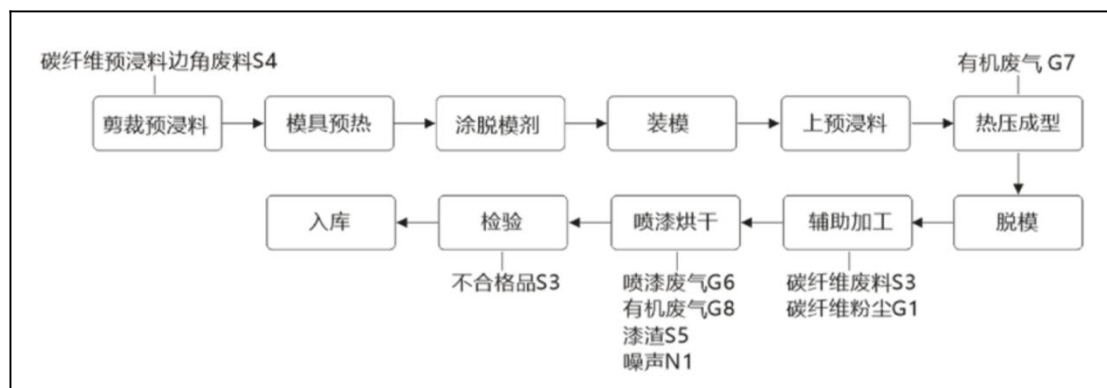 碳纤维预浸料边角废料S4
有机废气 G7
剪裁预浸料
模具预热
涂脱模剂
装模
上预浸料
热压成型
入库
检验
喷漆烘干
辅助加工
脱模
不合格品S3
喷漆废气G6
有机废气G8
漆渣S5
噪声N1
碳纤维废料S3
碳纤维粉尘G1